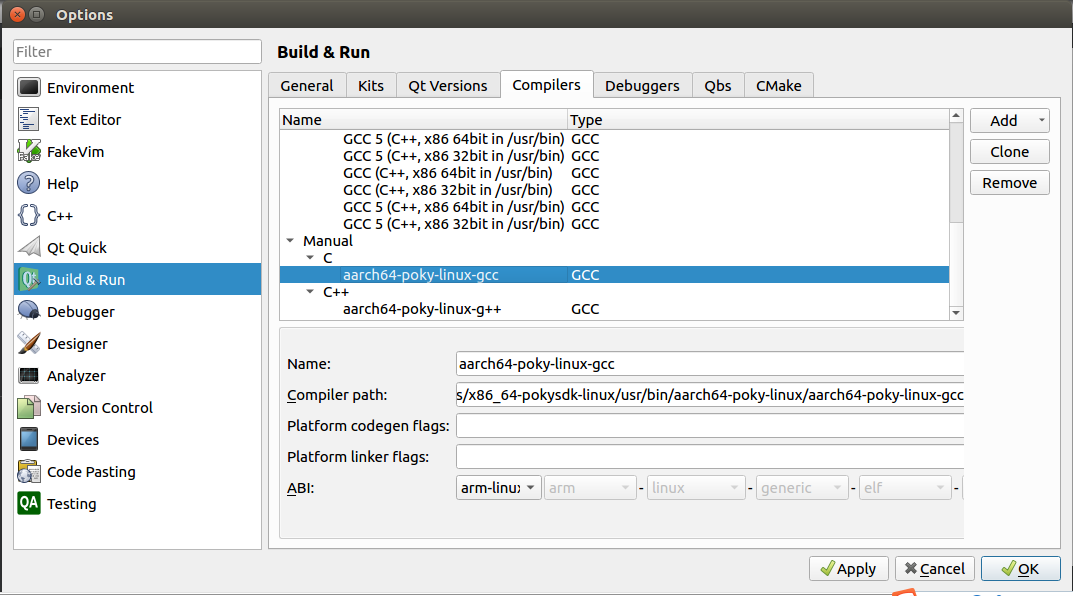 Options
Filter
Environment
Text Editor
FakeVim
Help
C++
Qt Quick
Build & Run
Debugger
Designer
Analyzer
Version Control
Devices
Code Pasting
QA Testing
Build & Run
General Kits Qt Versions Compilers Debuggers Qbs CMake
Name Type
GCC 5 (C++, x86 64bit in /usr/bin) GCC
GCC 5 (C++, x86 32bit in /usr/bin) GCC
GCC (C++, x86 64bit in /usr/bin) GCC
GCC (C++, x86 32bit in /usr/bin) GCC
GCC 5 (C++, x86 64bit in /usr/bin) GCC
GCC 5 (C++, x86 32bit in /usr/bin) GCC
Manual
C
aarch64-poky-linux-gcc GCC
C++
aarch64-poky-linux-g++ GCC
Add
Clone
Remove
Name: aarch64-poky-linux-gcc
Compiler path: s/x86_64-pokysdk-linux/usr/bin/aarch64-poky-linux/aarch64-poky-linux-gcc
Platform codegen flags:
Platform linker flags:
ABI: arm-linux arm - linux - generic - elf -
Apply Cancel OK